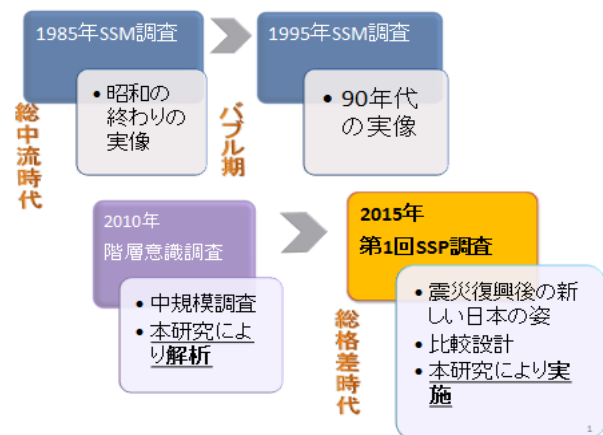 1985年SSM調査
1995年SSM調査
• 昭和の
終わりの
実像
• 90年代
の実像
総中流時代
バブル期
2010年
階層意識調査
2015年
第1回SSP調査
• 中規模調査
• 本研究によ
り解析
• 震災復興後の新
しい日本の姿
• 比較設計
• 本研究により実
施
総格差時代
1